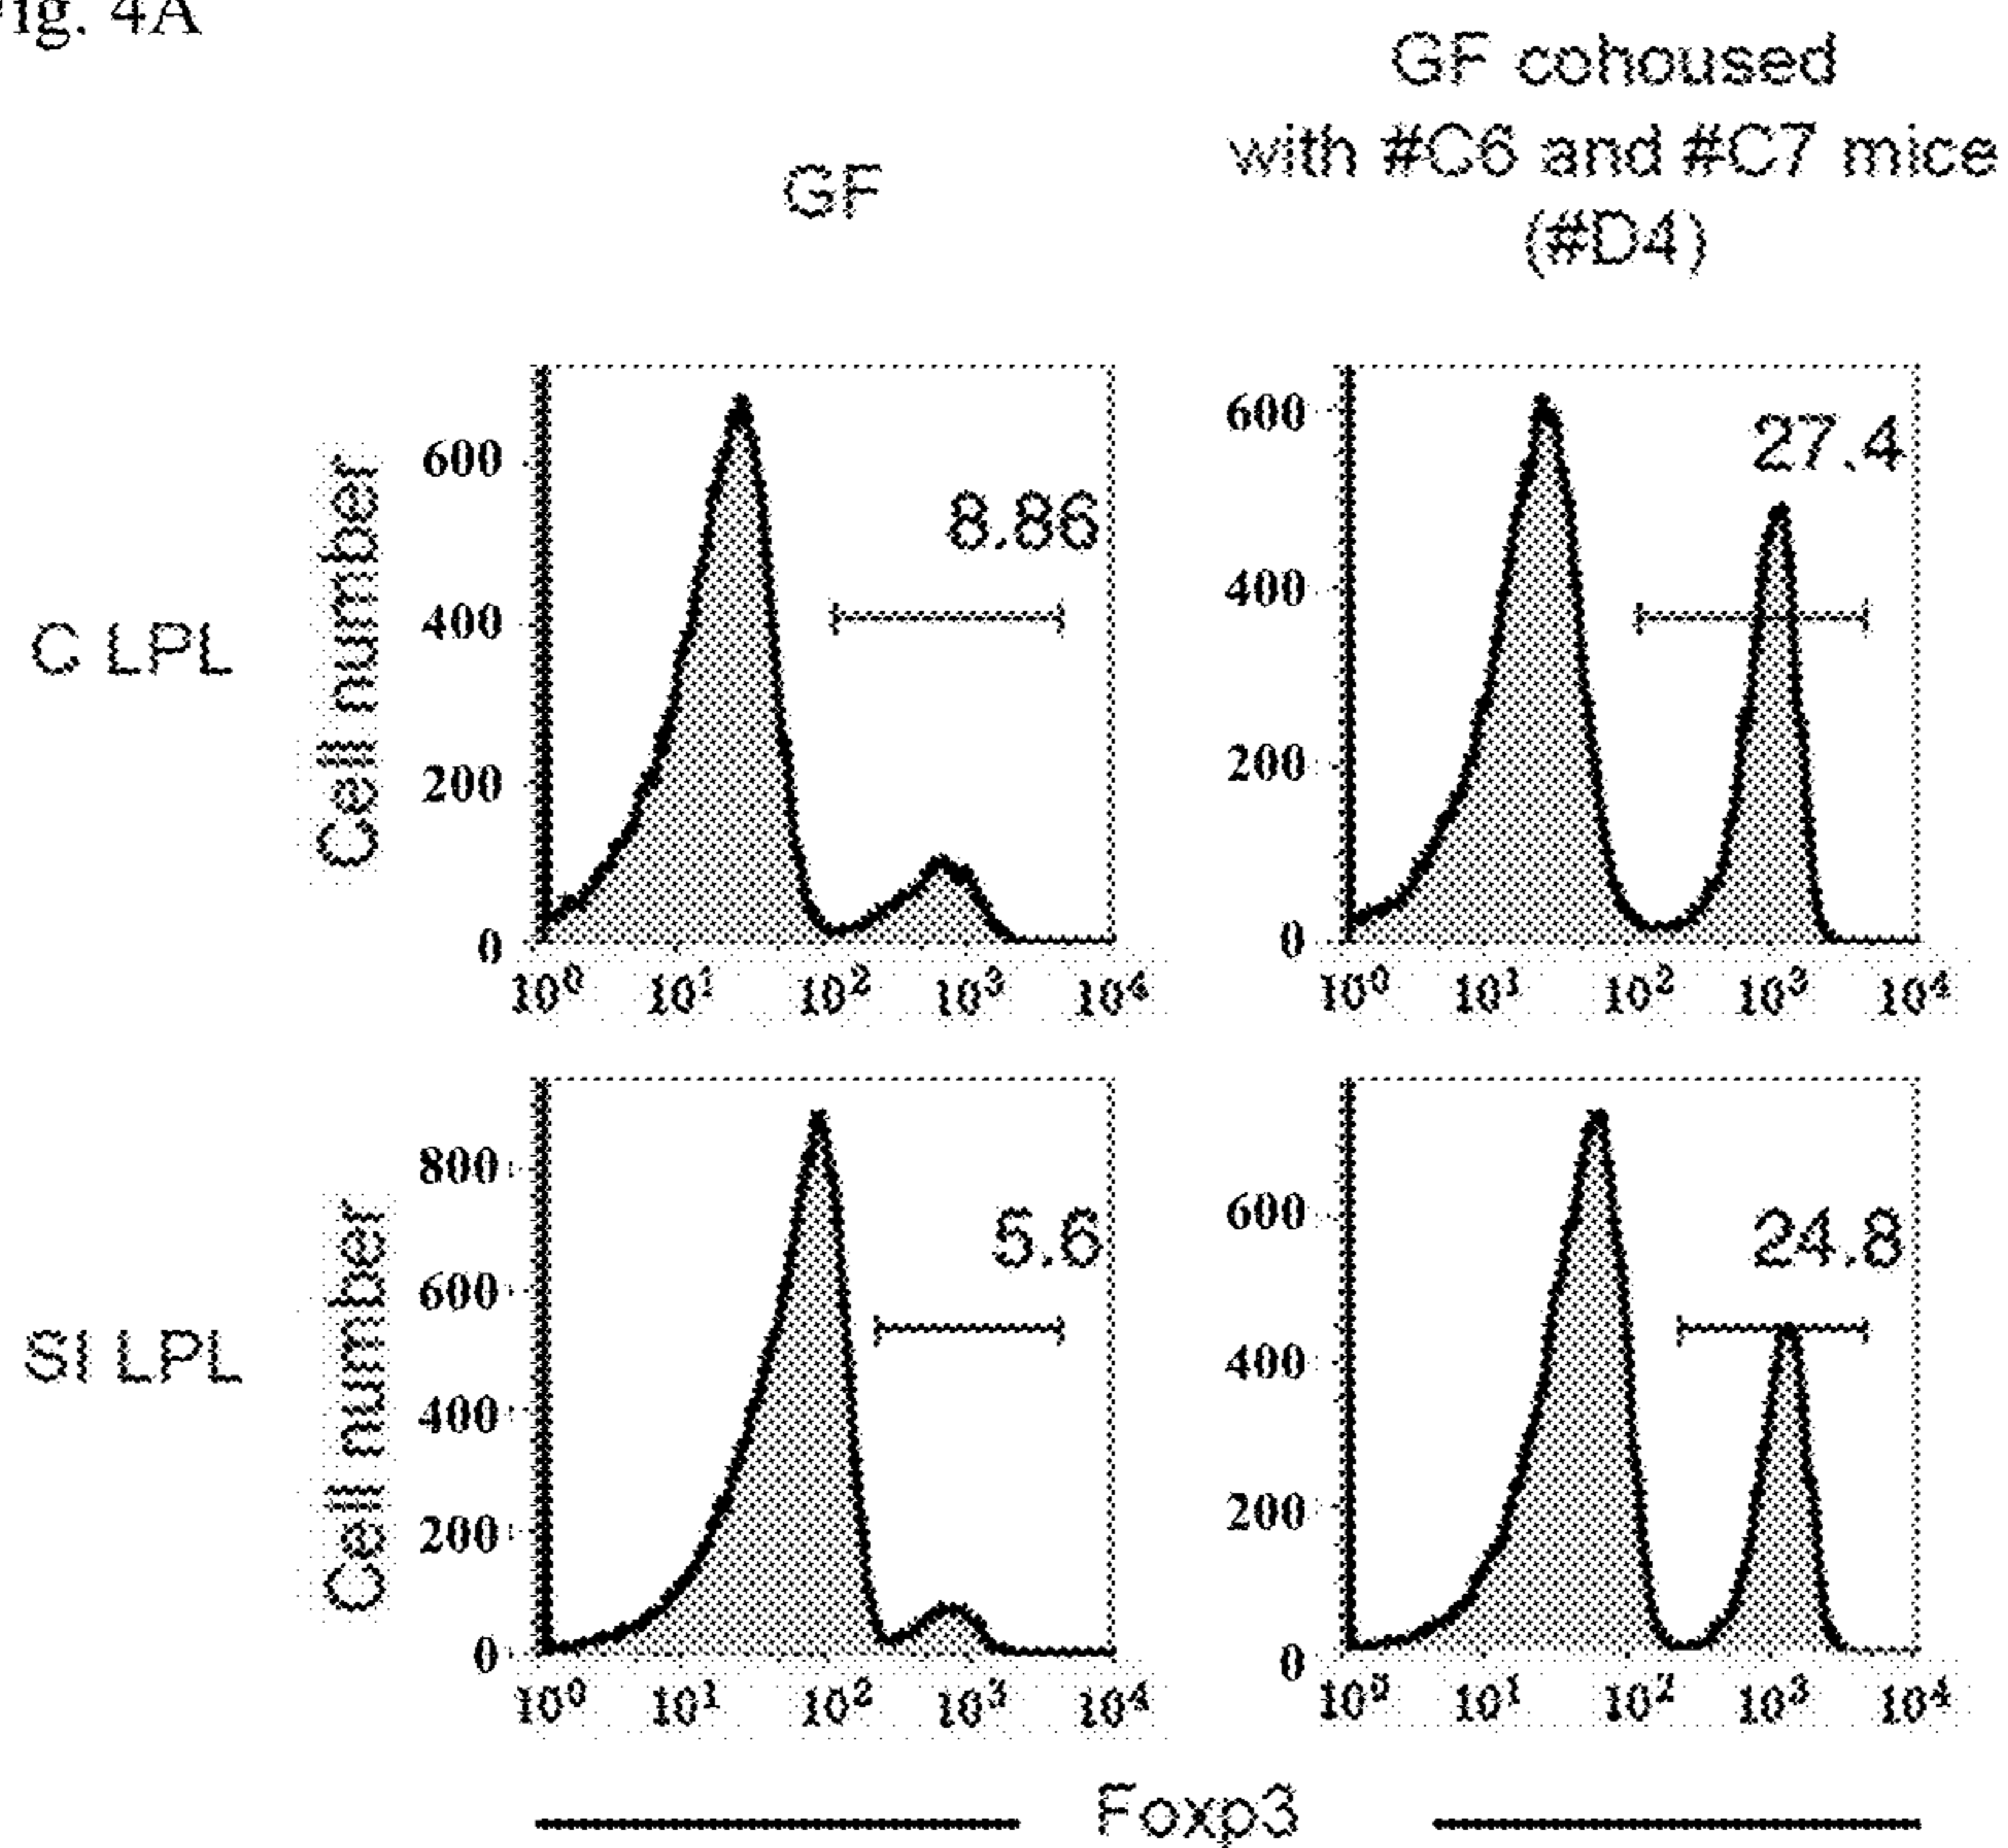 Fig. 4A
GF
GF cohoused
with #C6 and #C7 mice
(#D4)
C LPL
Cell number
600
400
200
0
8.86
10⁰ 10¹ 10² 10³ 10⁴
600
400
200
0
27.4
10⁰ 10¹ 10² 10³ 10⁴
SI LPL
Cell number
800
600
400
200
0
5.6
10⁰ 10¹ 10² 10³ 10⁴
600
400
200
0
24.8
10⁰ 10¹ 10² 10³ 10⁴
Foxp3